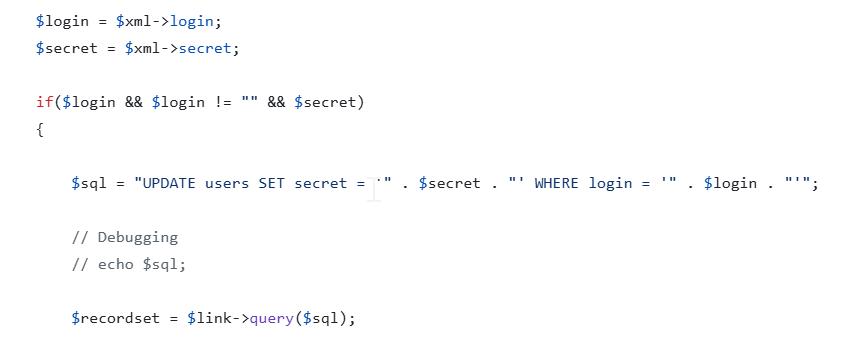 $login = $xml->login;
$secret = $xml->secret;
if($login && $login != "" && $secret)
{
$sql = "UPDATE users SET secret = '" . $secret . "' WHERE login = '" . $login . "'";
// Debugging
// echo $sql;
$recordset = $link->query($sql);